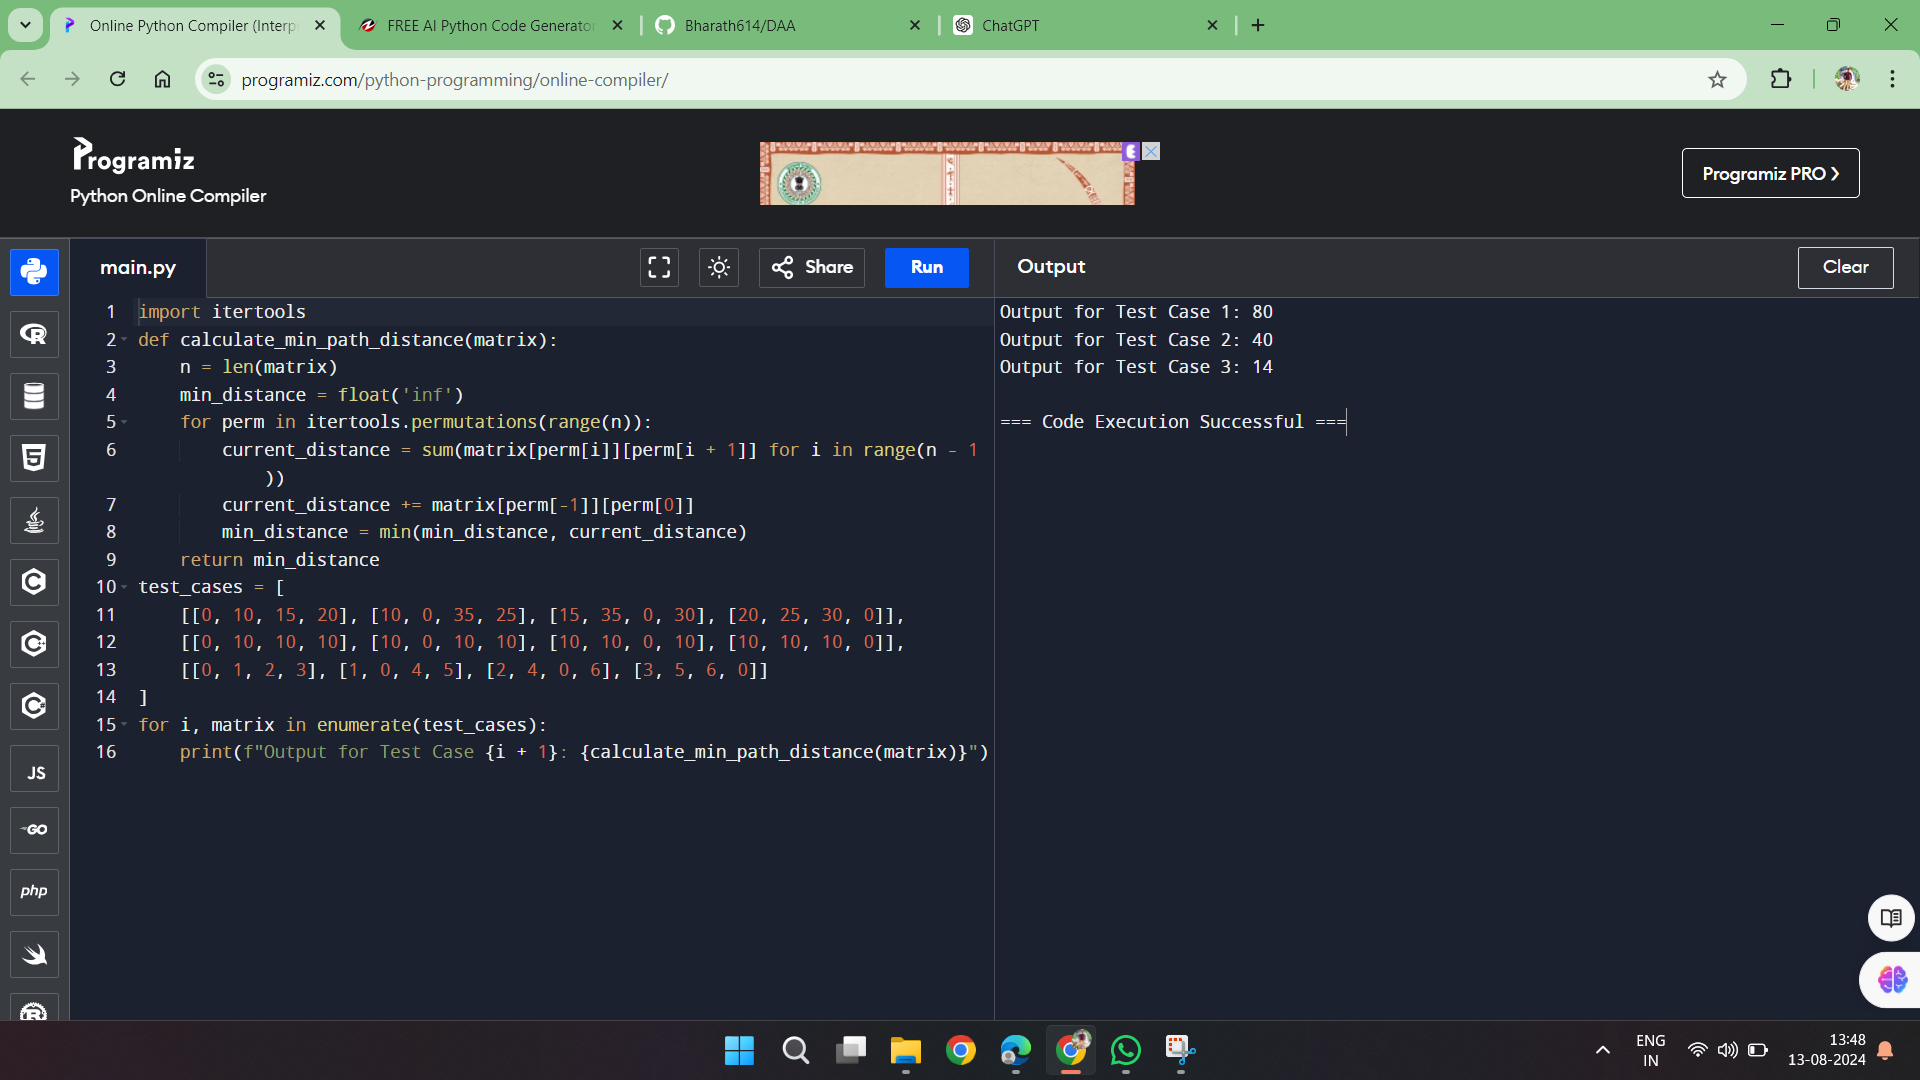 Online Python Compiler (Interp
FREE AI Python Code Generator
Bharath614/DAA
ChatGPT
programiz.com/python-programming/online-compiler/
Programiz
Python Online Compiler
Programiz PRO
main.py
Share
Run
Output
Clear
1 import itertools
2 def calculate_min_path_distance(matrix):
3 n = len(matrix)
4 min_distance = float('inf')
5 for perm in itertools.permutations(range(n)):
6 current_distance = sum(matrix[perm[i]][perm[i + 1]] for i in range(n - 1
))
7 current_distance += matrix[perm[-1]][perm[0]]
8 min_distance = min(min_distance, current_distance)
9 return min_distance
10 test_cases = [
11 [[0, 10, 15, 20], [10, 0, 35, 25], [15, 35, 0, 30], [20, 25, 30, 0]],
12 [[0, 10, 10, 10], [10, 0, 10, 10], [10, 10, 0, 10], [10, 10, 10, 0]],
13 [[0, 1, 2, 3], [1, 0, 4, 5], [2, 4, 0, 6], [3, 5, 6, 0]]
14 ]
15 for i, matrix in enumerate(test_cases):
16 print(f"Output for Test Case {i + 1}: {calculate_min_path_distance(matrix)}")
Output for Test Case 1: 80
Output for Test Case 2: 40
Output for Test Case 3: 14
=== Code Execution Successful ===
JS
GO
php
ENG
IN
13:48
13-08-2024